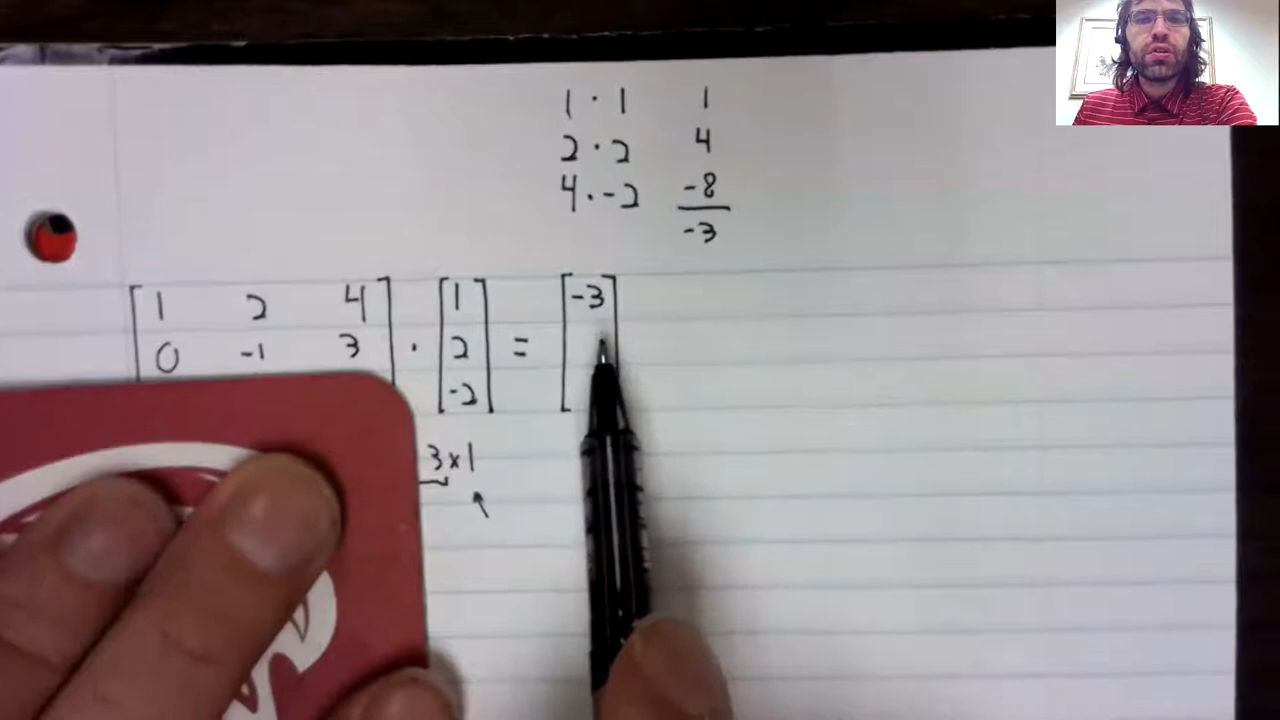 1 · 1 1
2 · 2 4
4 · -2 -8
-3
[1 2 4] [1] [-3]
[0 -1 3] · [2] =
[-2]
3x1